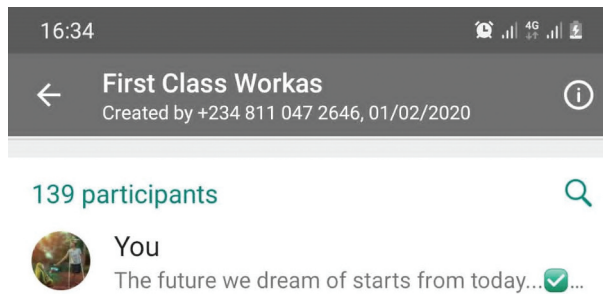 16:34
4G
First Class Workas
Created by +234 811 047 2646, 01/02/2020
139 participants
You
The future we dream of starts from today...✅...